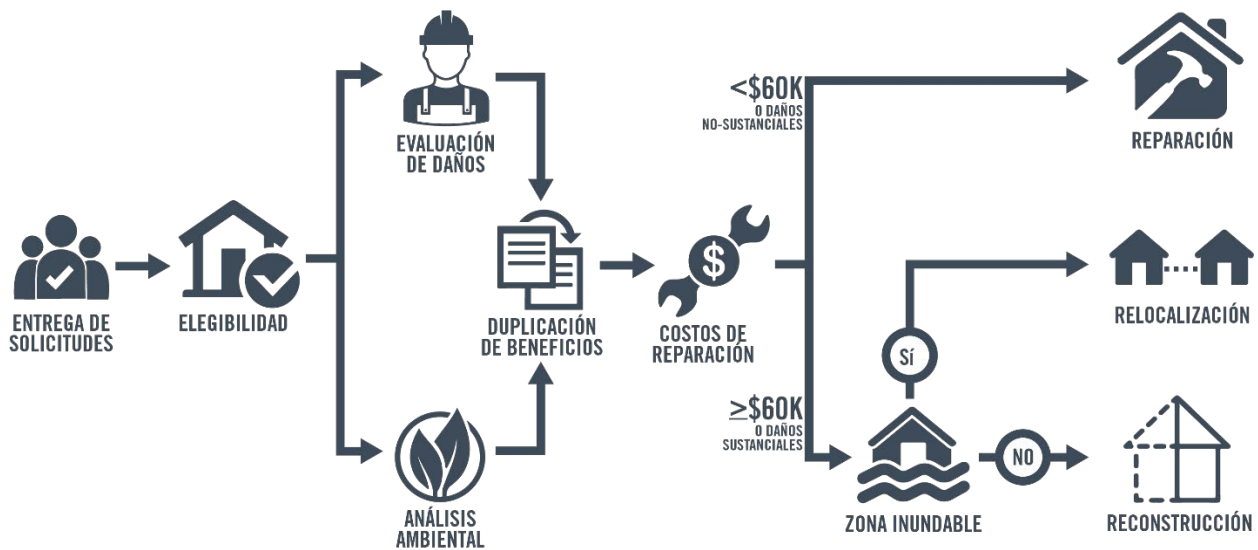 ENTREGA DE
SOLICITUDES
ELEGIBILIDAD
EVALUACIÓN
DE DAÑOS
ANÁLISIS
AMBIENTAL
DUPLICACIÓN
DE BENEFICIOS
$
COSTOS DE
REPARACIÓN
<$60K
O DAÑOS
NO-SUSTANCIALES
REPARACIÓN
≥$60K
O DAÑOS
SUSTANCIALES
ZONA INUNDABLE
SÍ
RELOCALIZACIÓN
NO
RECONSTRUCCIÓN